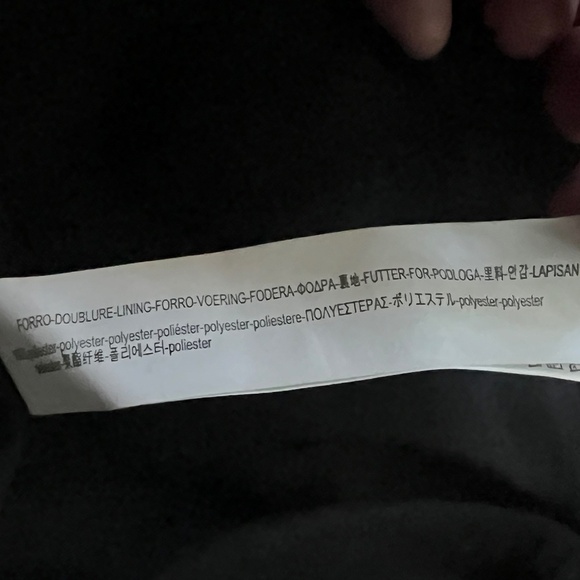 FORRO-DOUBLURE-LINING-FORRO-VOERING-FODERA-ΦΟΔΡΑ-裏地-FUTTER-FOR-PODLOGA-里料-안감-LAPISAN
-polyester-polyester-poliéster-polyester-poliestere-ΠΟΛΥΕΣΤΕΡΑΣ-ポリエステル-polyester-polyester
聚酯纤维-폴리에스터-poliester